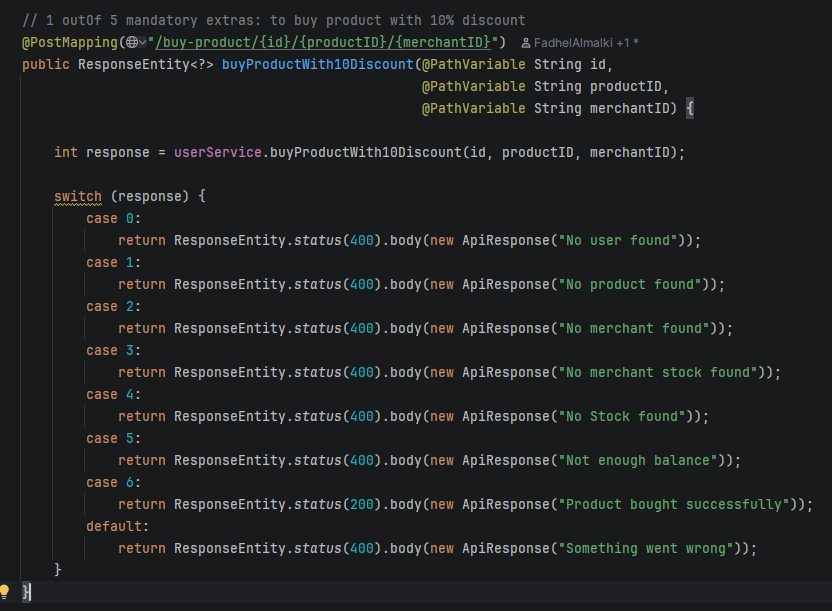 // 1 outOf 5 mandatory extras: to buy product with 10% discount
@PostMapping("/buy-product/{id}/{productID}/{merchantID}") FadhelAlmalki +1 *
public ResponseEntity<?> buyProductWith10Discount(@PathVariable String id,
@PathVariable String productID,
@PathVariable String merchantID) {
int response = userService.buyProductWith10Discount(id, productID, merchantID);
switch (response) {
case 0:
return ResponseEntity.status(400).body(new ApiResponse("No user found"));
case 1:
return ResponseEntity.status(400).body(new ApiResponse("No product found"));
case 2:
return ResponseEntity.status(400).body(new ApiResponse("No merchant found"));
case 3:
return ResponseEntity.status(400).body(new ApiResponse("No merchant stock found"));
case 4:
return ResponseEntity.status(400).body(new ApiResponse("No Stock found"));
case 5:
return ResponseEntity.status(400).body(new ApiResponse("Not enough balance"));
case 6:
return ResponseEntity.status(200).body(new ApiResponse("Product bought successfully"));
default:
return ResponseEntity.status(400).body(new ApiResponse("Something went wrong"));
}
}